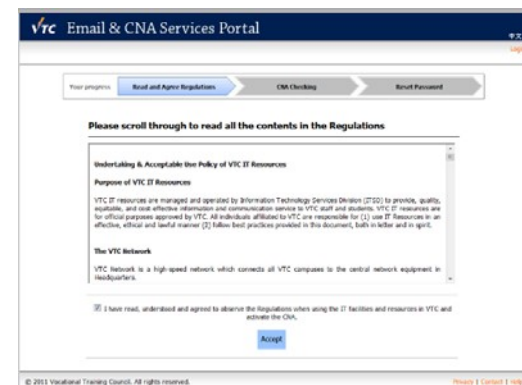 VTC Email & CNA Services Portal
中文
Your progress
Read and Agree Regulations
CNA Checking
Reset Password
Please scroll through to read all the contents in the Regulations
Undertaking & Acceptable Use Policy of VTC IT Resources
Purpose of VTC IT Resources
VTC IT resources are managed and operated by Information Technology Services Division (ITSD) to provide, quality,
equitable, and cost effective information and communication service to VTC staff and students. VTC IT resources are
for official purposes approved by VTC. All individuals affiliated to VTC are responsible for (1) use IT Resources in an
effective, ethical and lawful manner (2) follow best practices provided in this document, both in letter and in spirit.
The VTC Network
VTC Network is a high-speed network which connects all VTC campuses to the central network equipment in
Headquarters.
I have read, understood and agreed to observe the Regulations when using the IT facilities and resources in VTC and
activate the CNA.
Accept
© 2011 Vocational Training Council. All rights reserved.
Privacy | Contact | Help